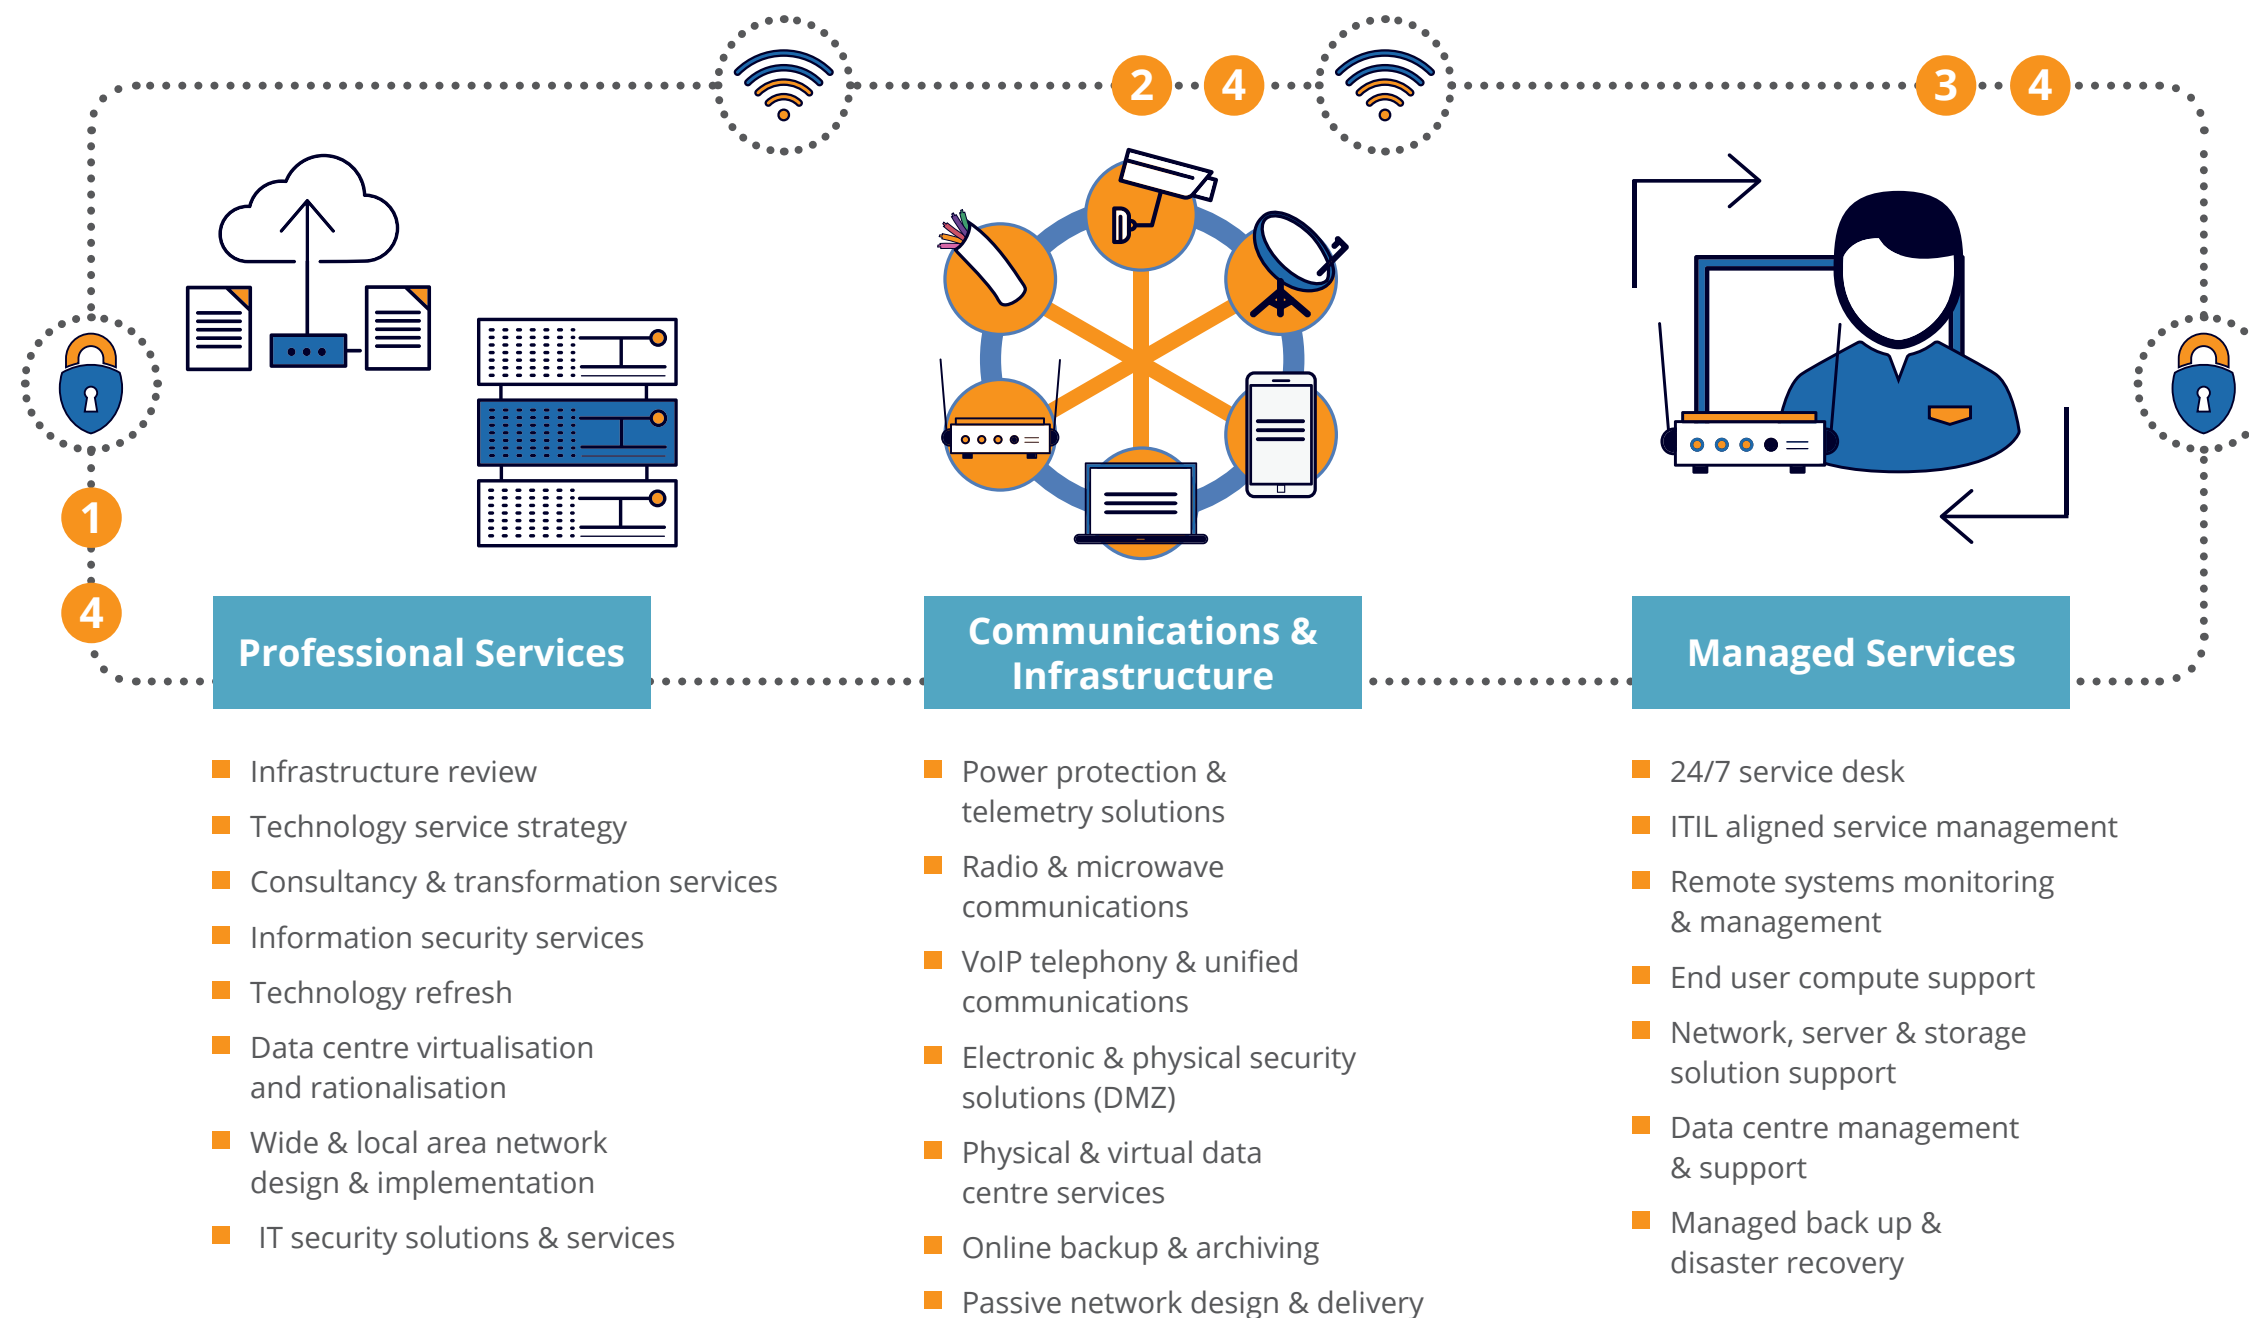 2 4
3 4
1
4
Professional Services
Infrastructure review
Technology service strategy
Consultancy & transformation services
Information security services
Technology refresh
Data centre virtualisation
and rationalisation
Wide & local area network
design & implementation
IT security solutions & services
Communications &
Infrastructure
Power protection &
telemetry solutions
Radio & microwave
communications
VoIP telephony & unified
communications
Electronic & physical security
solutions (DMZ)
Physical & virtual data
centre services
Online backup & archiving
Passive network design & delivery
Managed Services
24/7 service desk
ITIL aligned service management
Remote systems monitoring
& management
End user compute support
Network, server & storage
solution support
Data centre management
& support
Managed back up &
disaster recovery